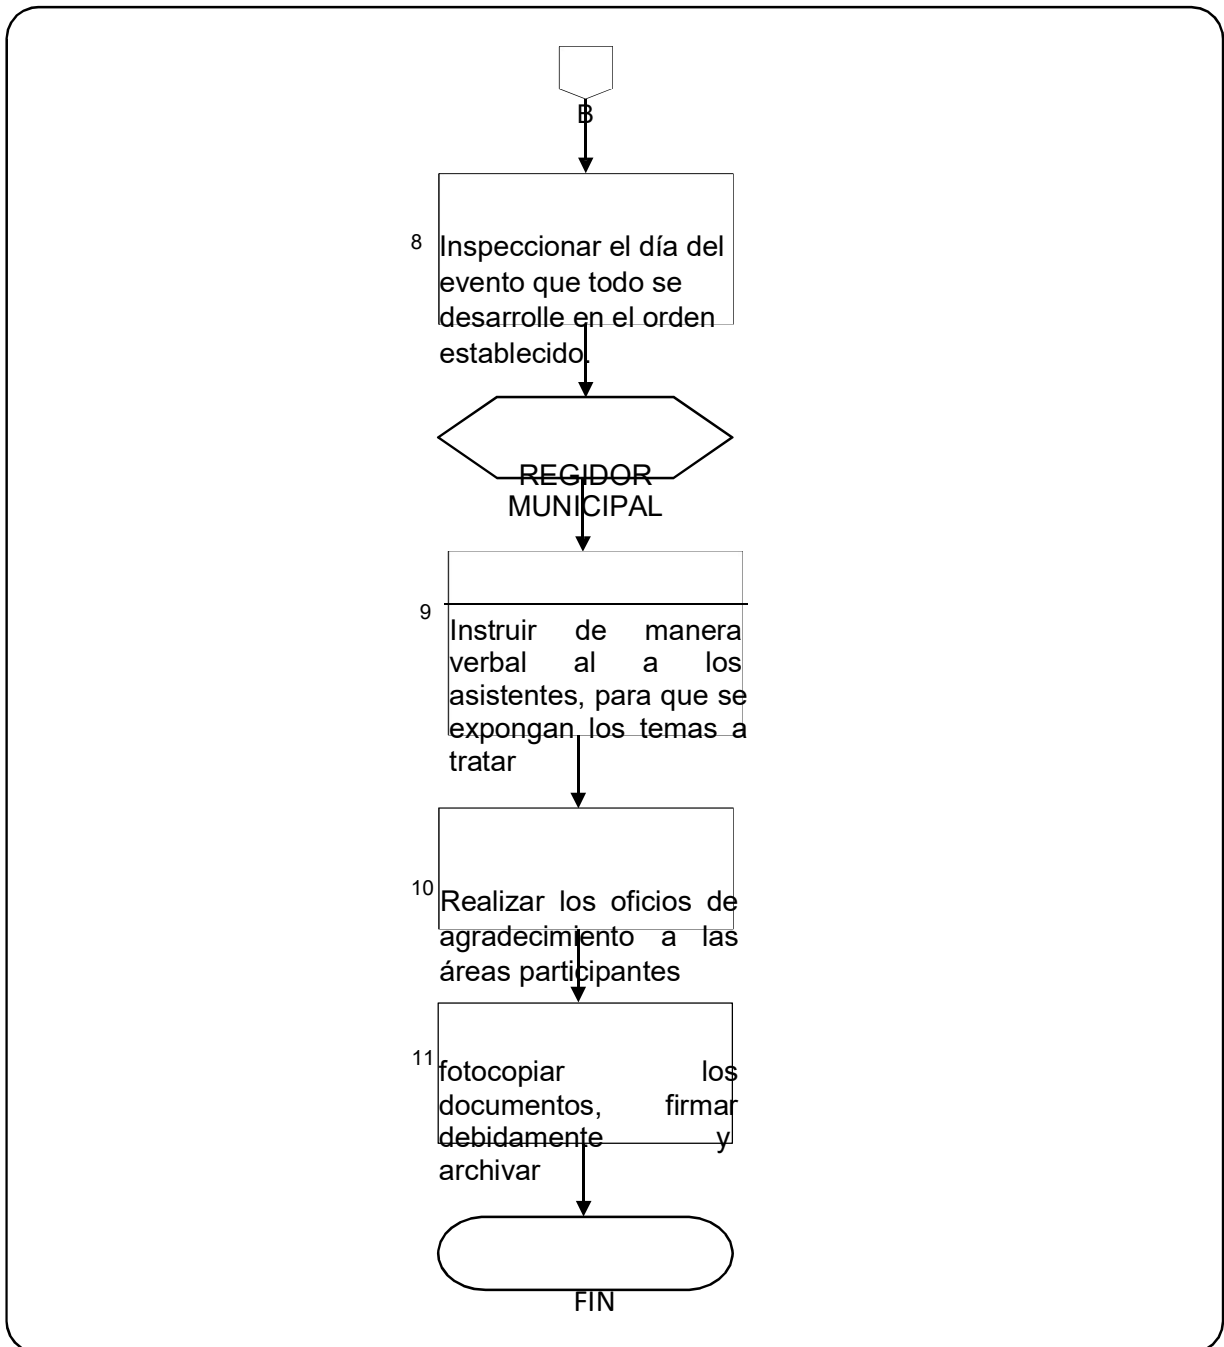 B
8
Inspeccionar el día del
evento que todo se
desarrolle en el orden
establecido.
REGIDOR
MUNICIPAL
9
Instruir de manera
verbal al a los
asistentes, para que se
expongan los temas a
tratar
10
Realizar los oficios de
agradecimiento a las
áreas participantes
11
fotocopiar los
documentos, firmar
debidamente y
archivar
FIN